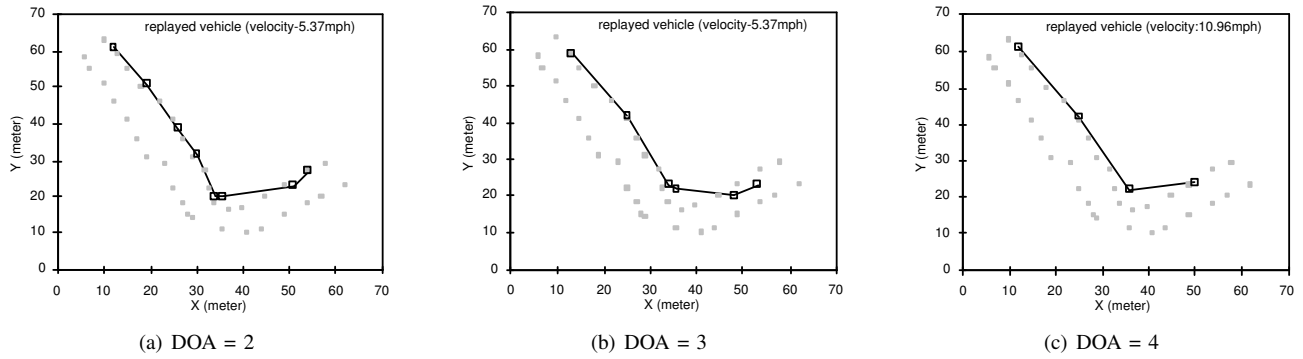 replayed vehicle (velocity-5.37mph)
70
60
50
40
30
20
10
0
Y (meter)
0 10 20 30 40 50 60 70
X (meter)
(a) DOA = 2
replayed vehicle (velocity-5.37mph)
70
60
50
40
30
20
10
0
Y (meter)
0 10 20 30 40 50 60 70
X (meter)
(b) DOA = 3
replayed vehicle (velocity:10.96mph)
70
60
50
40
30
20
10
0
Y (meter)
0 10 20 30 40 50 60 70
X (meter)
(c) DOA = 4